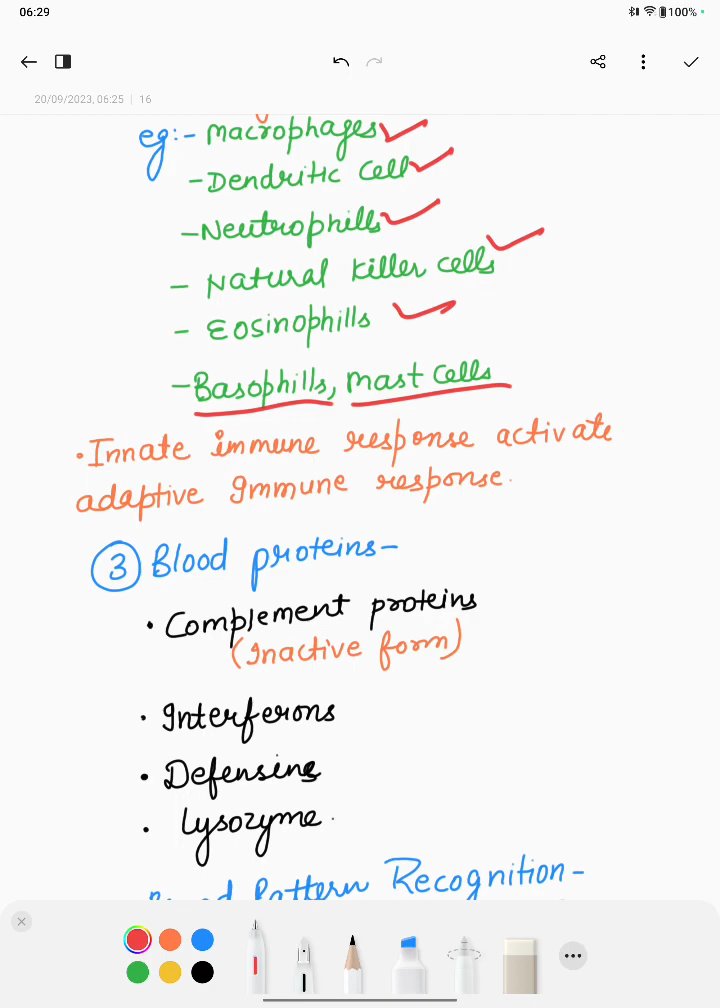 06:29
100%
20/09/2023, 06:25 | 16
eg:- Macrophages
- Dendritic Cell
- Neutrophills
- Natural killer cells
- Eosinophills
- Basophills, Mast Cells
• Innate immune response activate
adaptive Immune response.
3 Blood proteins-
• Complement proteins
(Inactive form)
• Interferons
• Defensins
• Lysozyme
Pattern Recognition-